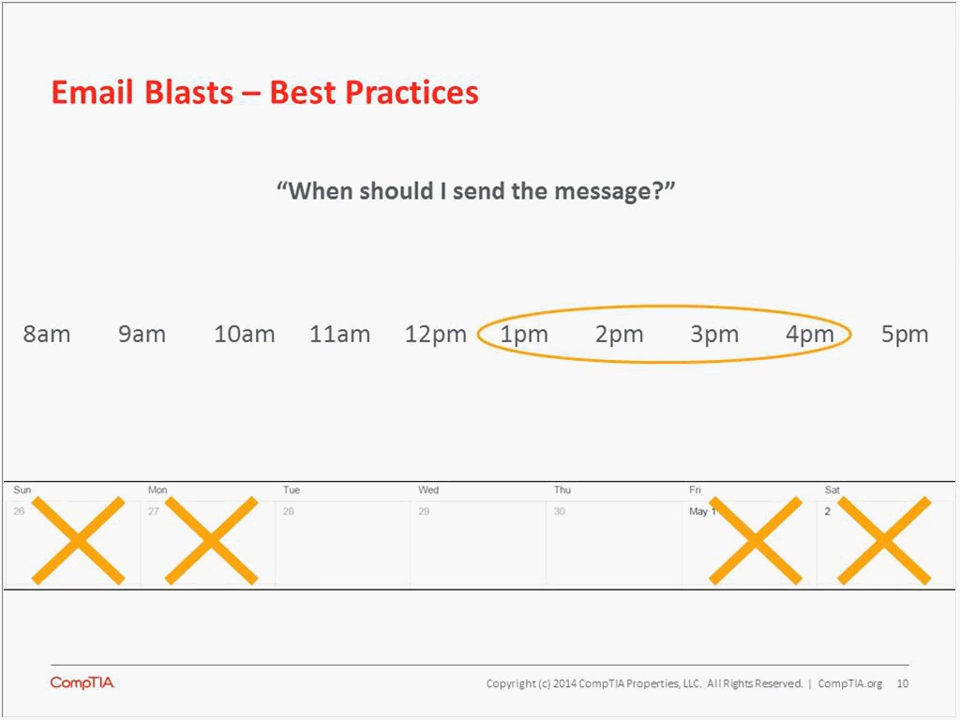 Email Blasts – Best Practices
“When should I send the message?”
8am 9am 10am 11am 12pm 1pm 2pm 3pm 4pm 5pm
Sun Mon Tue Wed Thu Fri Sat
26 27 28 29 30 May 1 2
CompTIA Copyright (c) 2014 CompTIA Properties, LLC. All Rights Reserved. | CompTIA.org 10